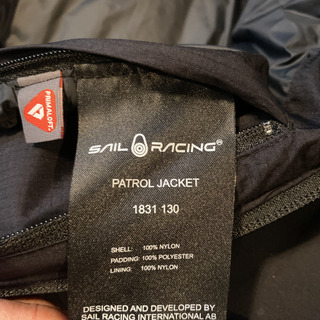 PRIMALOFT
SAIL RACING®
PATROL JACKET
1831 130
SHELL: 100% NYLON
PADDING: 100% POLYESTER
LINING: 100% NYLON
DESIGNED AND DEVELOPED BY
SAIL RACING INTERNATIONAL AB